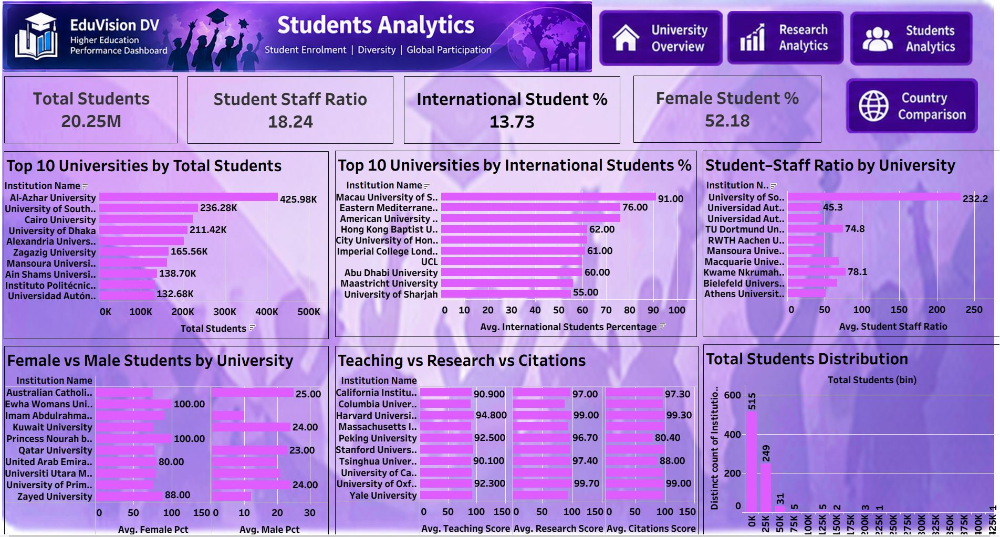 EduVision DV
Higher Education
Performance Dashboard
Students Analytics
Student Enrolment | Diversity | Global Participation
University
Overview
Research
Analytics
Students
Analytics
Total Students
20.25M
Student Staff Ratio
18.24
International Student %
13.73
Female Student %
52.18
Country
Comparison
Top 10 Universities by Total Students
Institution Name
Al-Azhar University 425.98K
University of South.. 236.28K
Cairo University
University of Dhaka 211.42K
Alexandria Univers..
Zagazig University 165.56K
Mansoura Universi..
Ain Shams Universi.. 138.70K
Instituto Politécnic..
Universidad Autón.. 132.68K
0K 100K 200K 300K 400K 500K
Total Students
Top 10 Universities by International Students %
Institution Name
Macau University of S.. 91.00
Eastern Mediterrane.. 76.00
American University ..
Hong Kong Baptist U.. 62.00
City University of Hon..
Imperial College Lond.. 61.00
UCL
Abu Dhabi University 60.00
Maastricht University
University of Sharjah 55.00
0 10 20 30 40 50 60 70 80 90 100
Avg. International Students Percentage
Student–Staff Ratio by University
Institution N..
University of So.. 232.2
Universidad Aut.. 45.3
Universidad Aut..
TU Dortmund Un.. 74.8
RWTH Aachen U..
Mansoura Unive..
Macquarie Unive..
Kwame Nkrumah.. 78.1
Bielefeld Univers..
Athens Universit..
0 50 100 150 200 250
Avg. Student Staff Ratio
Female vs Male Students by University
Institution Name
Australian Catholi.. 25.00
Ewha Womans Uni.. 100.00
Imam Abdulrahma..
Kuwait University 24.00
Princess Nourah b.. 100.00
Qatar University 23.00
United Arab Emira.. 80.00
Universiti Utara M..
University of Prim.. 24.00
Zayed University 88.00
0 50 100 150 0 10 20 30
Avg. Female Pct Avg. Male Pct
Teaching vs Research vs Citations
Institution Name
California Institu.. 90.900 97.00 97.30
Columbia Univer..
Harvard Universi.. 94.800 99.00 99.30
Massachusetts I..
Peking University 92.500 96.70 80.40
Stanford Univers..
Tsinghua Univer.. 90.100 97.40 88.00
University of Ca..
University of Oxf.. 92.300 99.70 99.00
Yale University
0 50 100 150 0 50 100 150 0 50 100 150
Avg. Teaching Score Avg. Research Score Avg. Citations Score
Total Students Distribution
Total Students (bin)
Distinct count of Institutio..
600
400
200
0
515 249 31 5 5 2 3 1 1
0K 25K 50K 75K 100K 125K 150K 175K 200K 225K 250K 275K 300K 325K 350K 375K 400K 425K